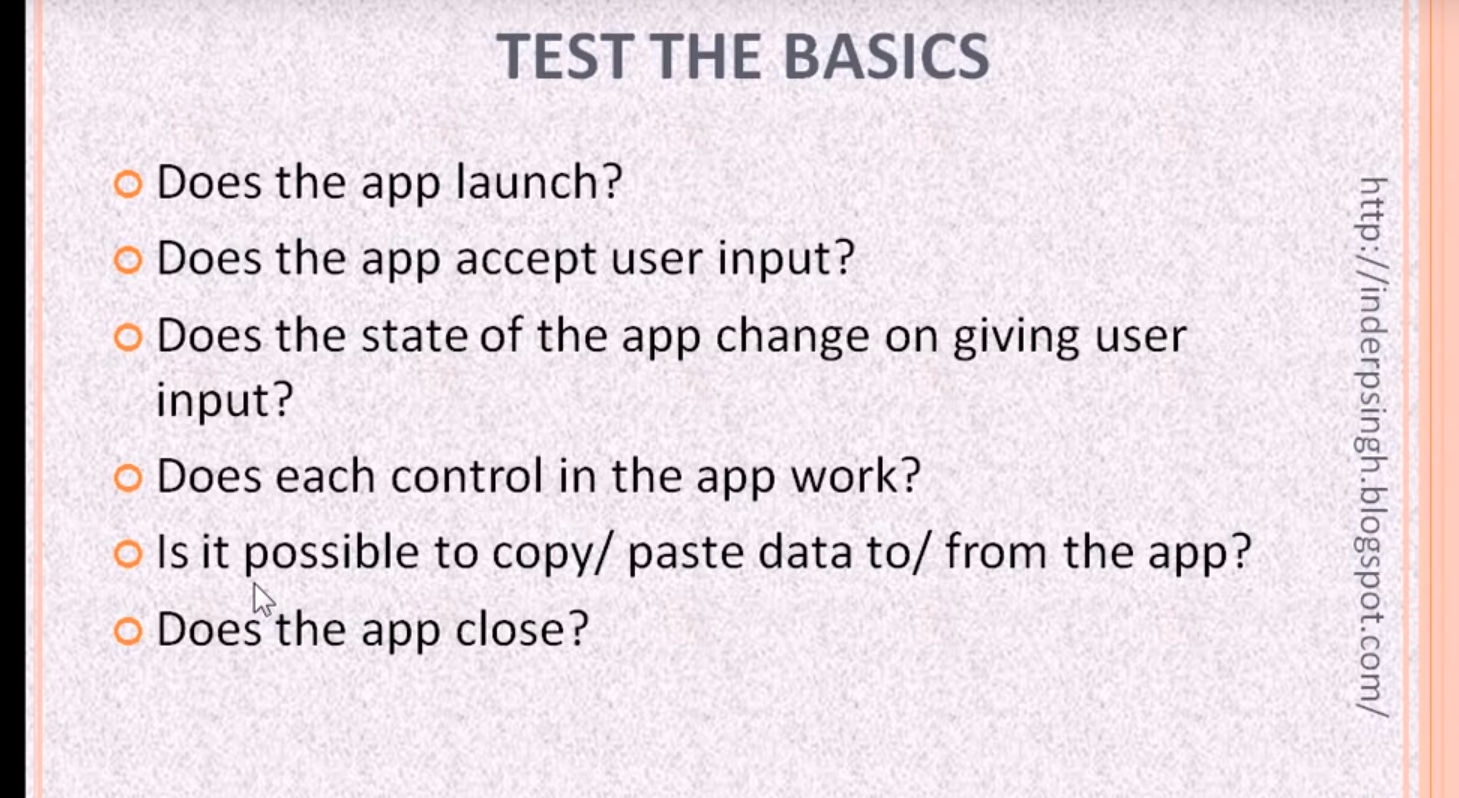 TEST THE BASICS
Does the app launch?
Does the app accept user input?
Does the state of the app change on giving user
input?
Does each control in the app work?
Is it possible to copy/ paste data to/ from the app?
Does the app close?
http://inderpsingh.blogspot.com/